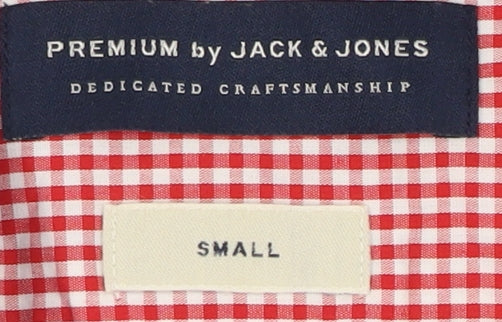 PREMIUM by JACK & JONES
DEDICATED CRAFTSMANSHIP
SMALL